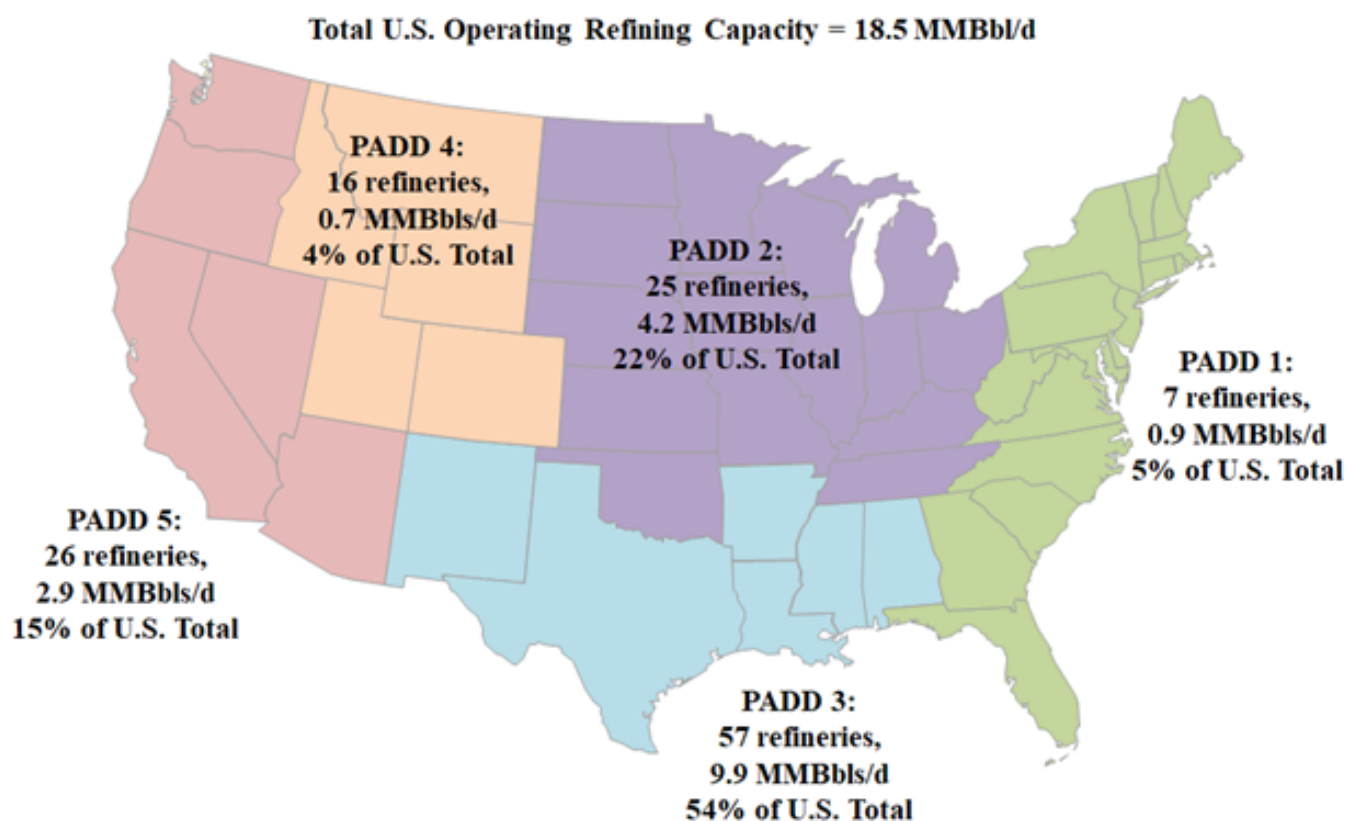 Total U.S. Operating Refining Capacity = 18.5 MMBbl/d
PADD 4:
16 refineries,
0.7 MMBbls/d
4% of U.S. Total
PADD 2:
25 refineries,
4.2 MMBbls/d
22% of U.S. Total
PADD 1:
7 refineries,
0.9 MMBbls/d
5% of U.S. Total
PADD 5:
26 refineries,
2.9 MMBbls/d
15% of U.S. Total
PADD 3:
57 refineries,
9.9 MMBbls/d
54% of U.S. Total